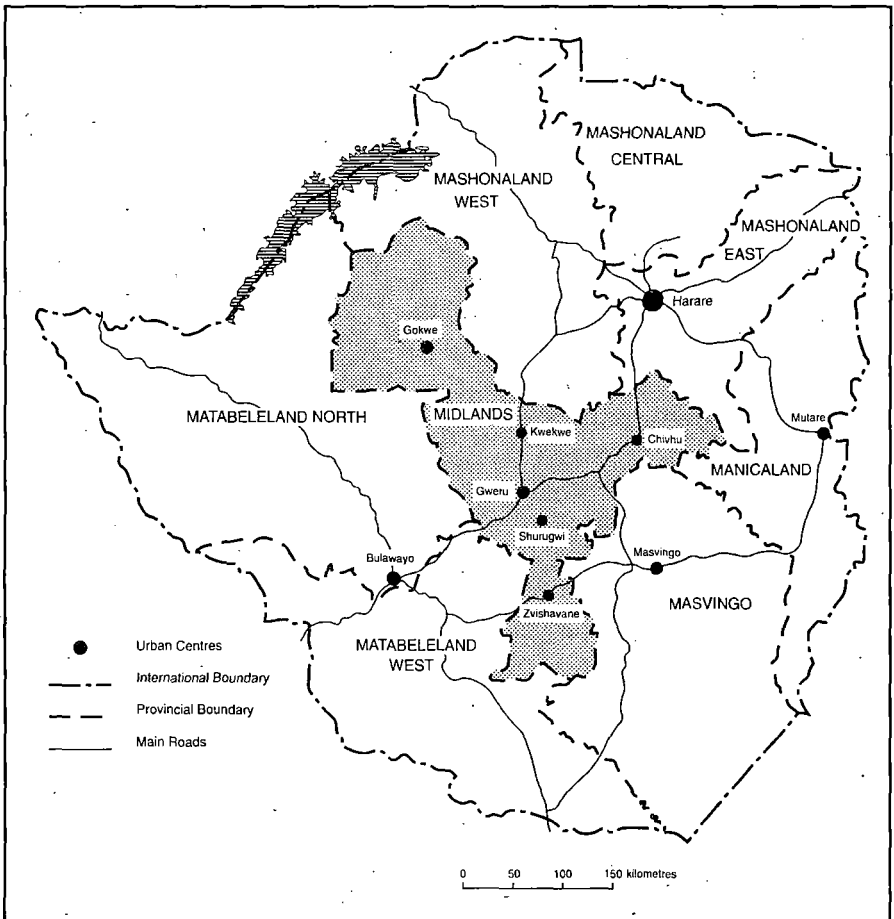 MASHONALAND
CENTRAL
MASHONALAND
WEST
MASHONALAND
EAST
Harare
Gokwe
MATABELELAND NORTH
MIDLANDS
Kwekwe
Chivhu
Mutare
MANICALAND
Gweru
Shurugwi
Bulawayo
Masvingo
Zvishavane
MASVINGO
MATABELELAND
WEST
Urban Centres
International Boundary
Provincial Boundary
Main Roads
0 50 100 150 kilometres